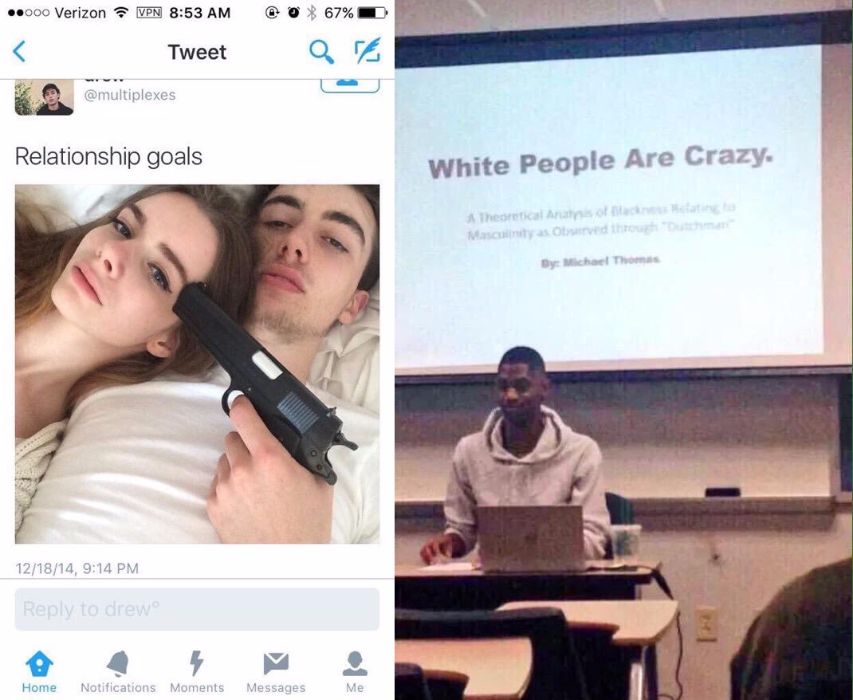 Verizon VPN 8:53 AM 67%
Tweet
@multiplexes
Relationship goals
12/18/14, 9:14 PM
Reply to drew°
Home Notifications Moments Messages Me
White People Are Crazy.
A Theoretical Analysis of Blackness Relating to
Masculinity as Observed through "Dutchman"
By: Michael Thomas